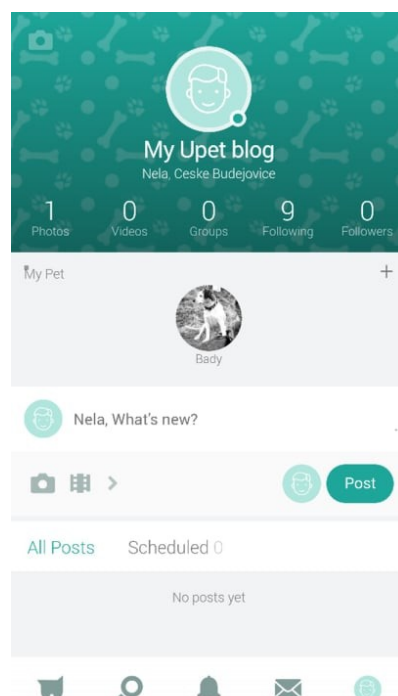 My Upet blog
Nela, Ceske Budejovice
1 0 0 9 0
Photos Videos Groups Following Followers
My Pet +
Bady
Nela, What's new?
Post
All Posts Scheduled 0
No posts yet